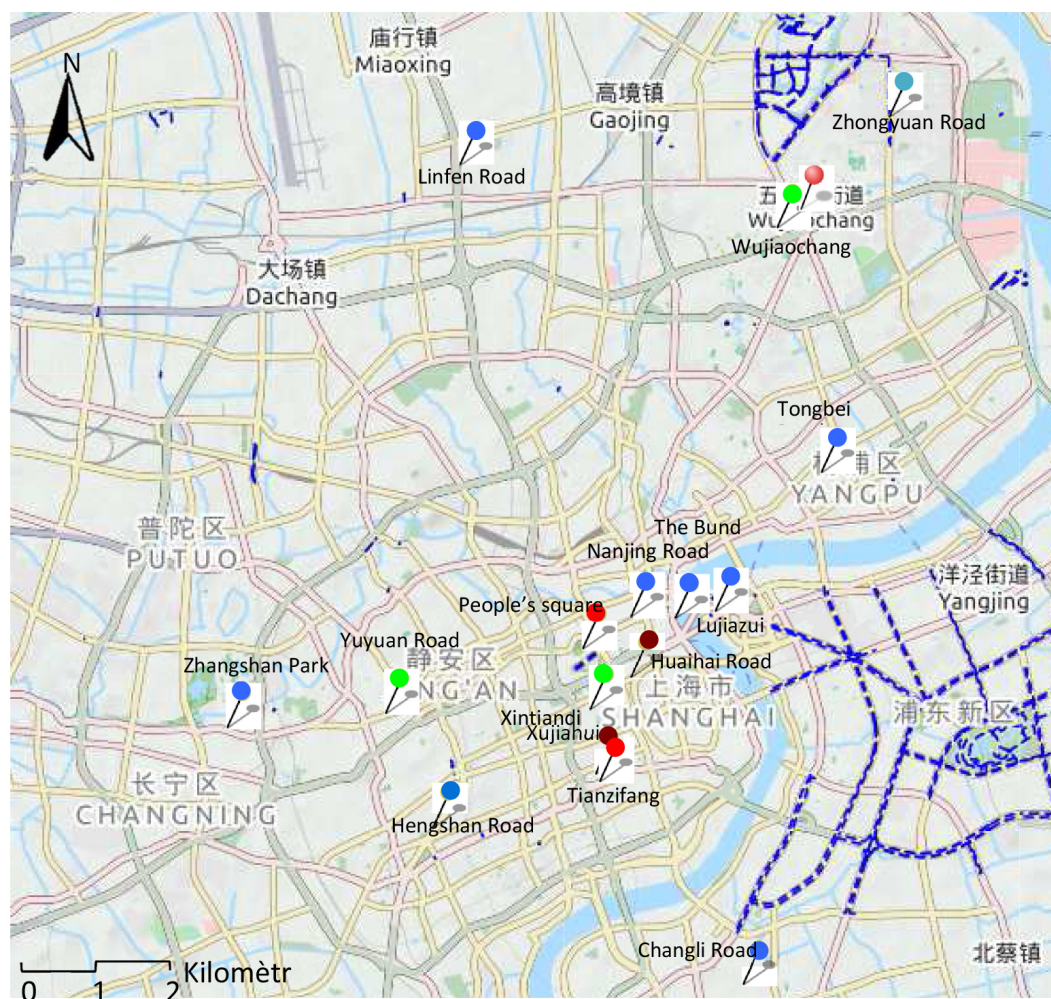 庙行镇
Miaoxing
N
高境镇
Gaojing
Zhongyuan Road
Linfen Road
Wujiaochang
大场镇
Dachang
Tongbei
YANGPU
普陀区
PUTUO
The Bund
Nanjing Road
洋泾街道
Yangjing
People's square
Lujiazui
Yuyuan Road
静安区
Zhangshan Park
Huaihai Road
上海市
SHANGHAI
浦东新区
Xintiandi
Xujiahui
长宁区
CHANGNING
Tianzifang
Hengshan Road
Changli Road
北蔡镇
Kilomètr
0 1 2